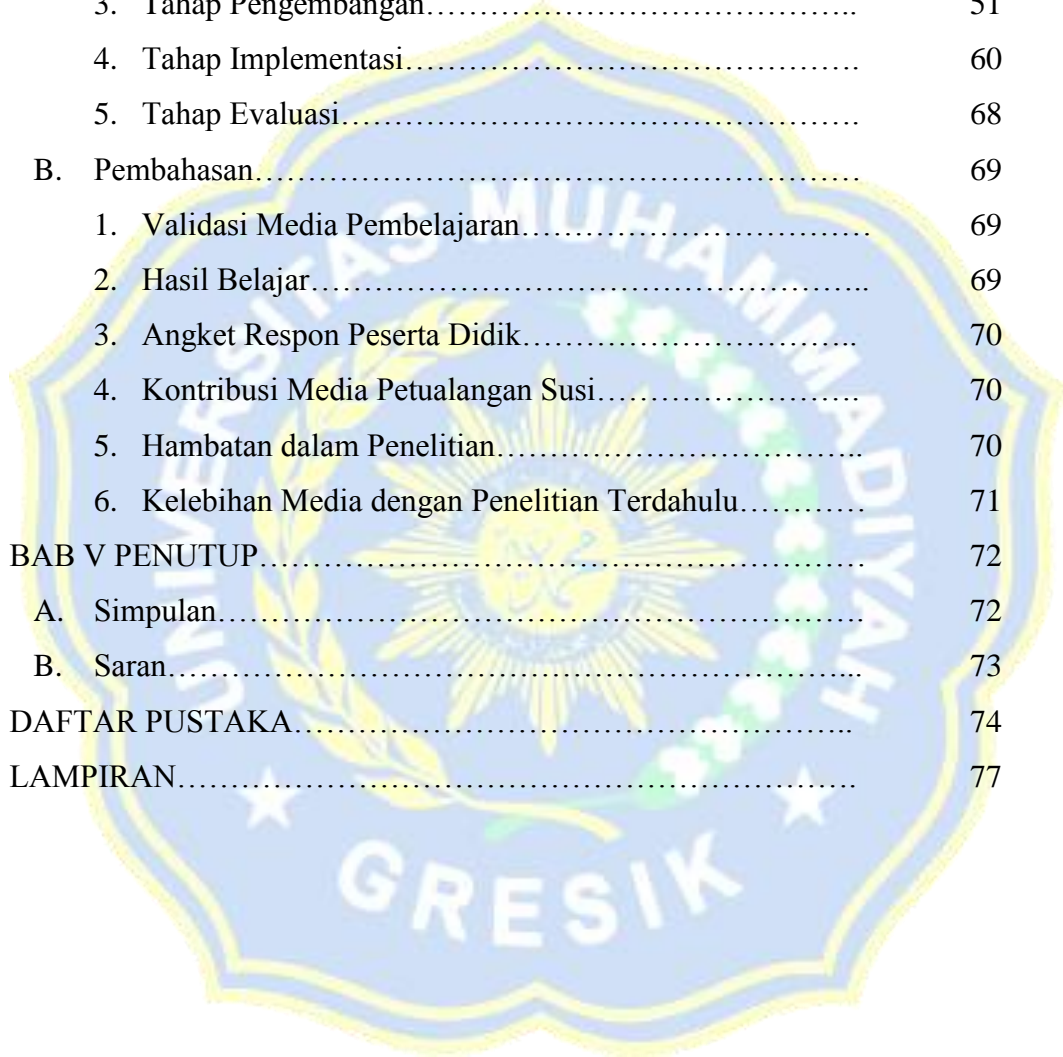 3. Tahap Pengembangan………………………………….. 51
4. Tahap Implementasi……………………………………. 60
5. Tahap Evaluasi…………………………………………. 68
B. Pembahasan………………………………………………… 69
1. Validasi Media Pembelajaran…………………………… 69
2. Hasil Belajar…………………………………………….. 69
3. Angket Respon Peserta Didik………………………….. 70
4. Kontribusi Media Petualangan Susi…………………….. 70
5. Hambatan dalam Penelitian…………………………….. 70
6. Kelebihan Media dengan Penelitian Terdahulu………… 71
BAB V PENUTUP………………………………………………… 72
A. Simpulan……………………………………………………. 72
B. Saran………………………………………………………... 73
DAFTAR PUSTAKA…………………………………………….. 74
LAMPIRAN………………………………………………………. 77
UNIVERSITAS MUHAMMADIYAH
GRESIK